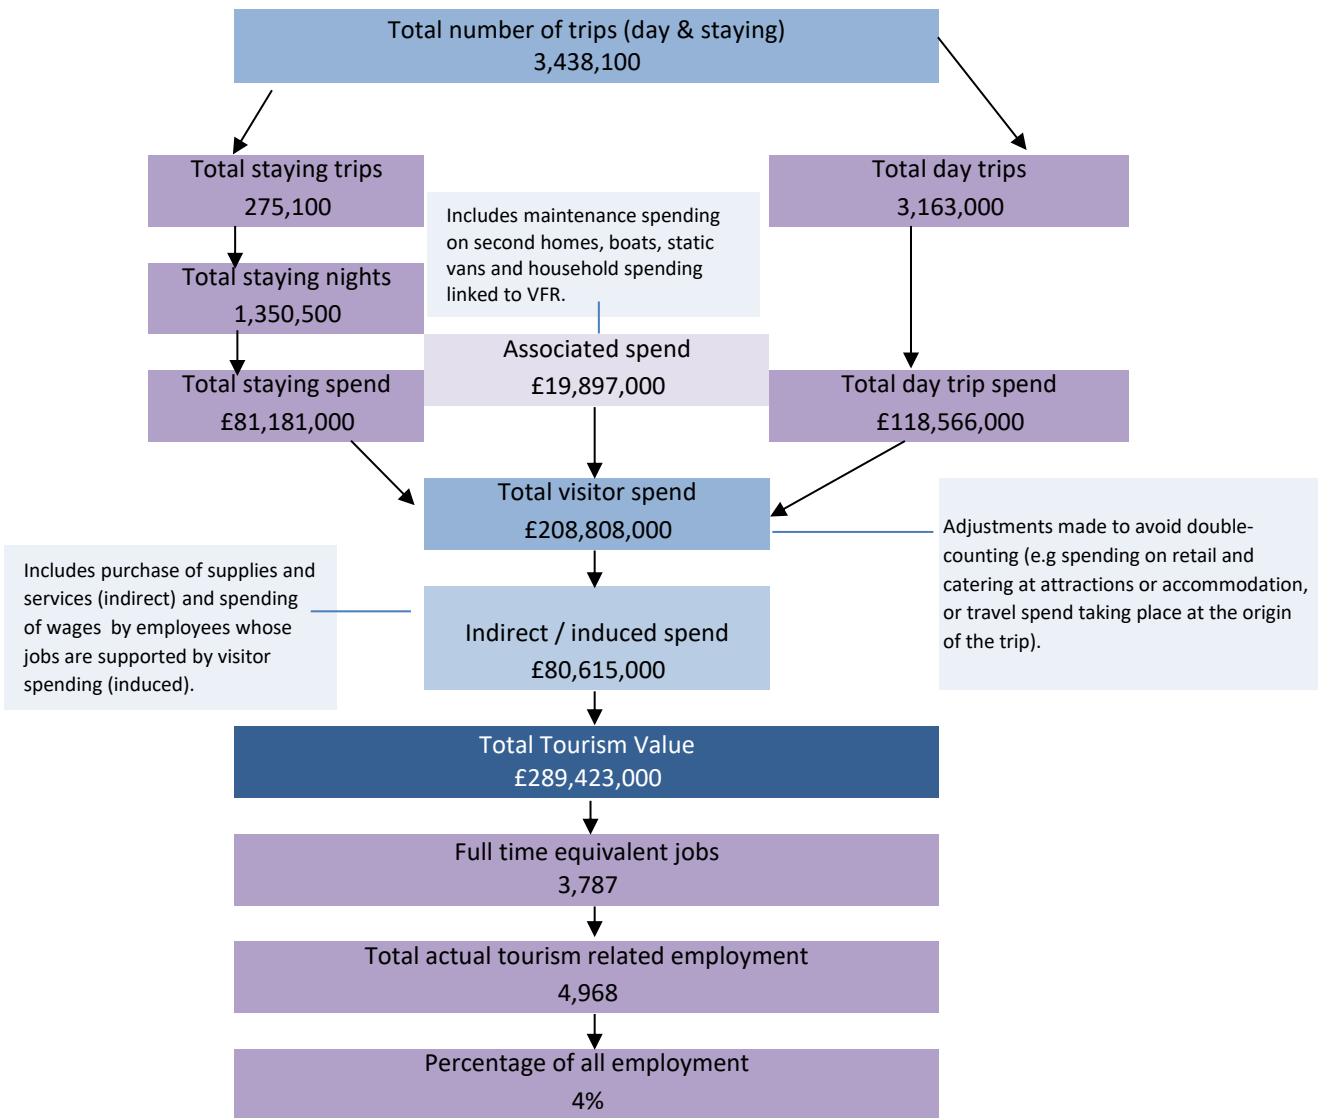 Total number of trips (day & staying)
3,438,100
Total staying trips
275,100
Total day trips
3,163,000
Includes maintenance spending
on second homes, boats, static
vans and household spending
linked to VFR.
Total staying nights
1,350,500
Associated spend
£19,897,000
Total staying spend
£81,181,000
Total day trip spend
£118,566,000
Total visitor spend
£208,808,000
Adjustments made to avoid double-
counting (e.g spending on retail and
catering at attractions or accommodation,
or travel spend taking place at the origin
of the trip).
Includes purchase of supplies and
services (indirect) and spending
of wages by employees whose
jobs are supported by visitor
spending (induced).
Indirect / induced spend
£80,615,000
Total Tourism Value
£289,423,000
Full time equivalent jobs
3,787
Total actual tourism related employment
4,968
Percentage of all employment
4%